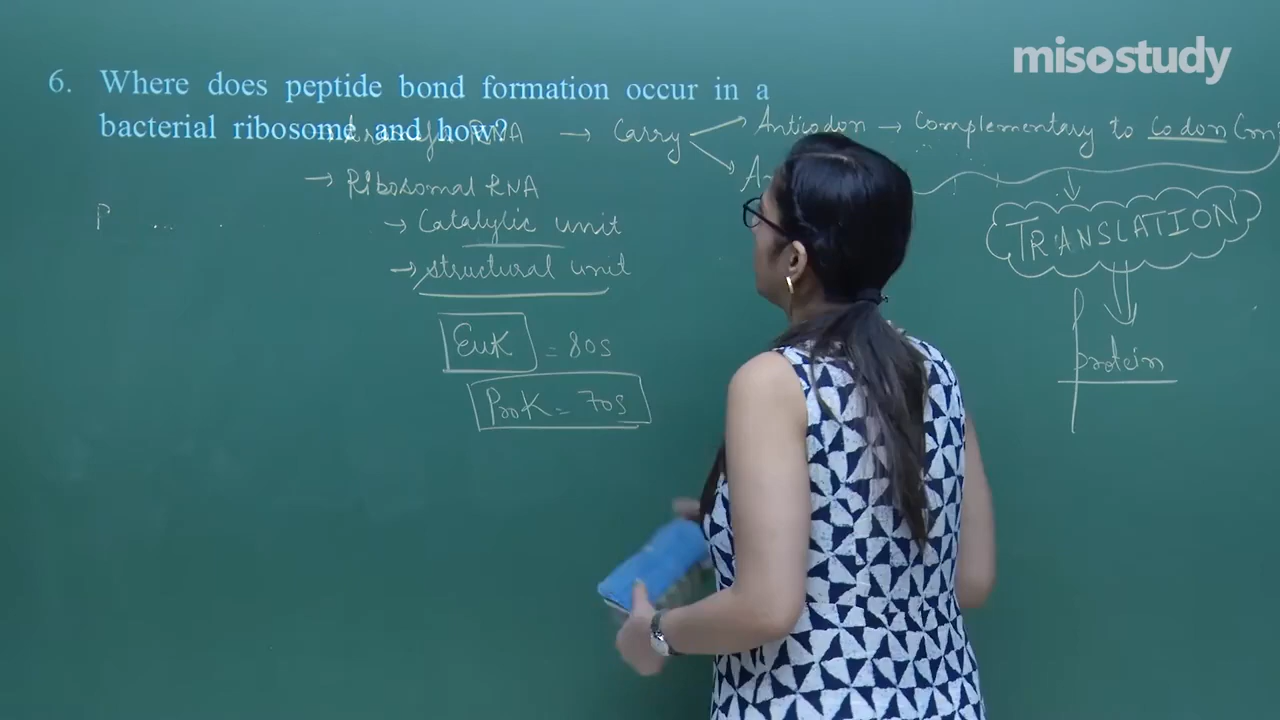 misostudy
6. Where does peptide bond formation occur in a
bacterial ribosome and how?
RNA → Carry Anticodon → Complementary to codon (m
→ Ribosomal RNA
→ Catalytic unit
→ structural unit
TRANSLATION
EuK = 80s
protein
ProK = 70s